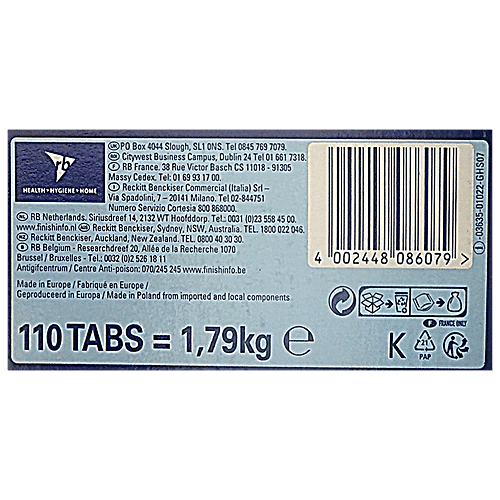 rb
HEALTH • HYGIENE • HOME
UK PO Box 4044 Slough, SL1 0NS. Tel 0845 769 7079.
IRL Citywest Business Campus, Dublin 24 Tel 01 661 7318.
F RB France. 38 Rue Victor Basch CS 11018 - 91305
Massy Cedex. Tel: 01 69 93 17 00.
I Reckitt Benckiser Commercial (Italia) Srl –
Via Spadolini, 7 – 20141 Milano. Tel 02-844751
Numero Servizio Cortesia 800 868000.
NL RB Netherlands. Siriusdreef 14, 2132 WT Hoofddorp. Tel.: 0031 (0)23 558 45 00.
www.finishinfo.nl AU Reckitt Benckiser, Sydney, NSW, Australia. TEL. 1800 022 046.
NZ Reckitt Benckiser, Auckland, New Zealand. TEL. 0800 40 30 30.
B RB Belgium - Researchdreef 20, Allée de la Recherche 1070
Brussel / Bruxelles - Tel.: 0032 (0)2 526 18 11
Antigifcentrum / Centre Anti-poison: 070/245 245 www.finishinfo.be
Made in Europe / Fabriqué en Europe /
Geproduceerd in Europe / Made in Poland from imported and local components.
4 002448 086079 >
03635-01022-GHS07
110 TABS = 1,79kg e
F FRANCE ONLY
K
21
PAP